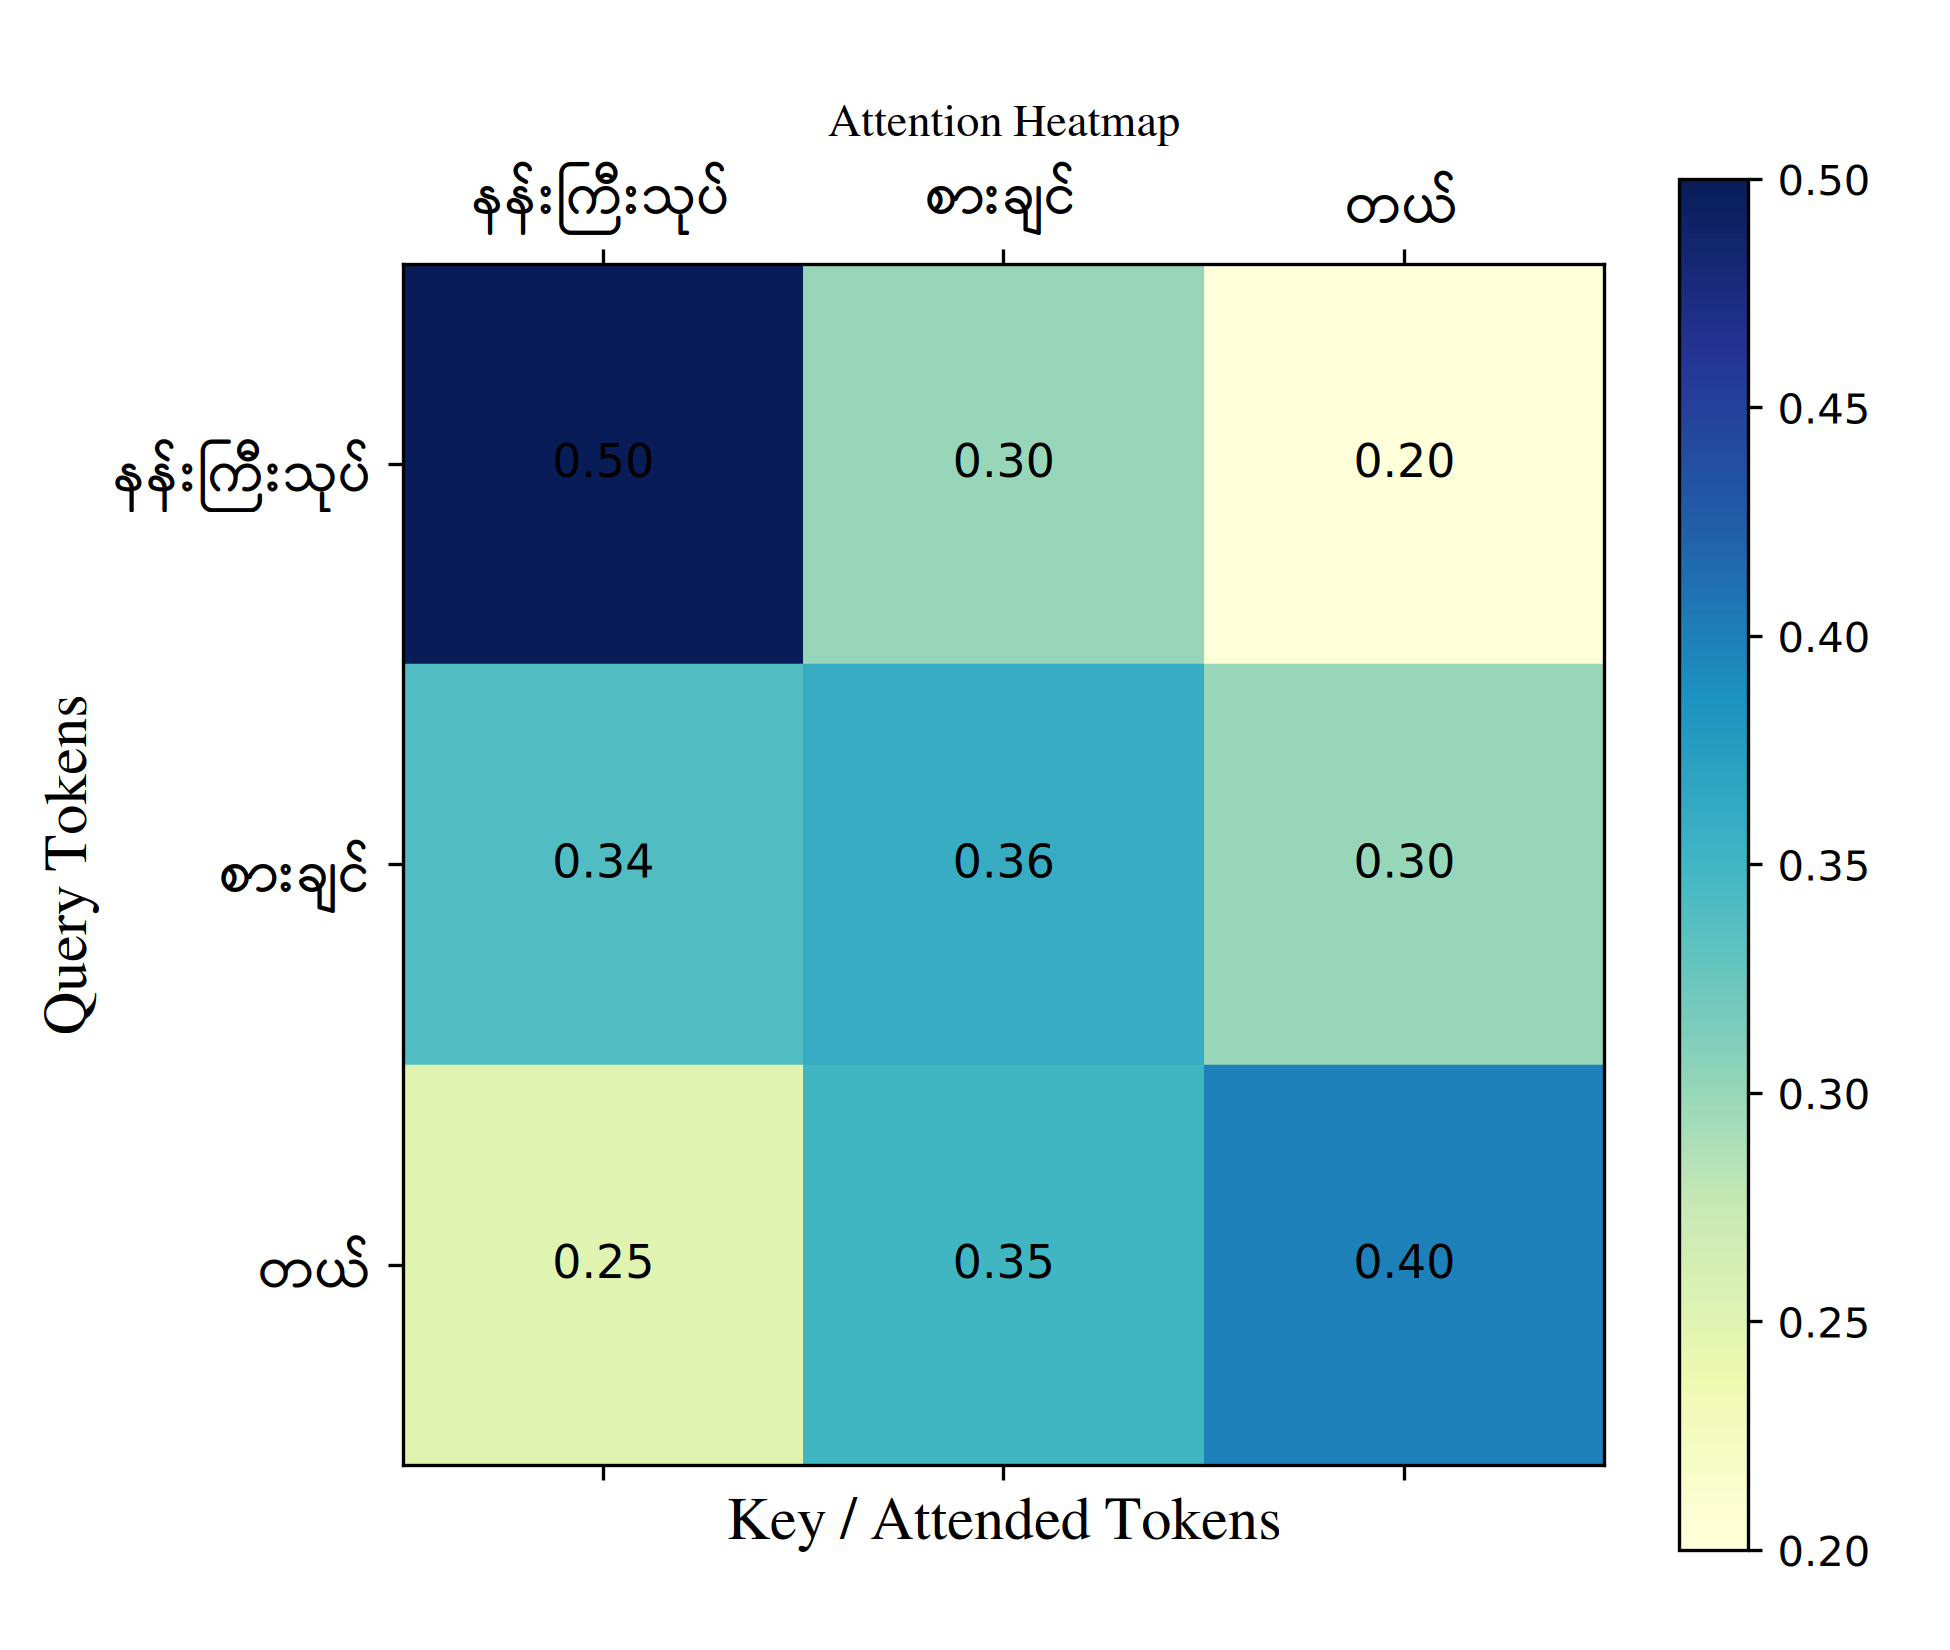 Attention Heatmap
နန်းကြီးသုပ် စားချင် တယ်
0.50
နန်းကြီးသုပ် 0.50 0.30 0.20
0.45
0.40
Query Tokens
စားချင် 0.34 0.36 0.30
0.35
0.30
တယ် 0.25 0.35 0.40
0.25
Key / Attended Tokens
0.20